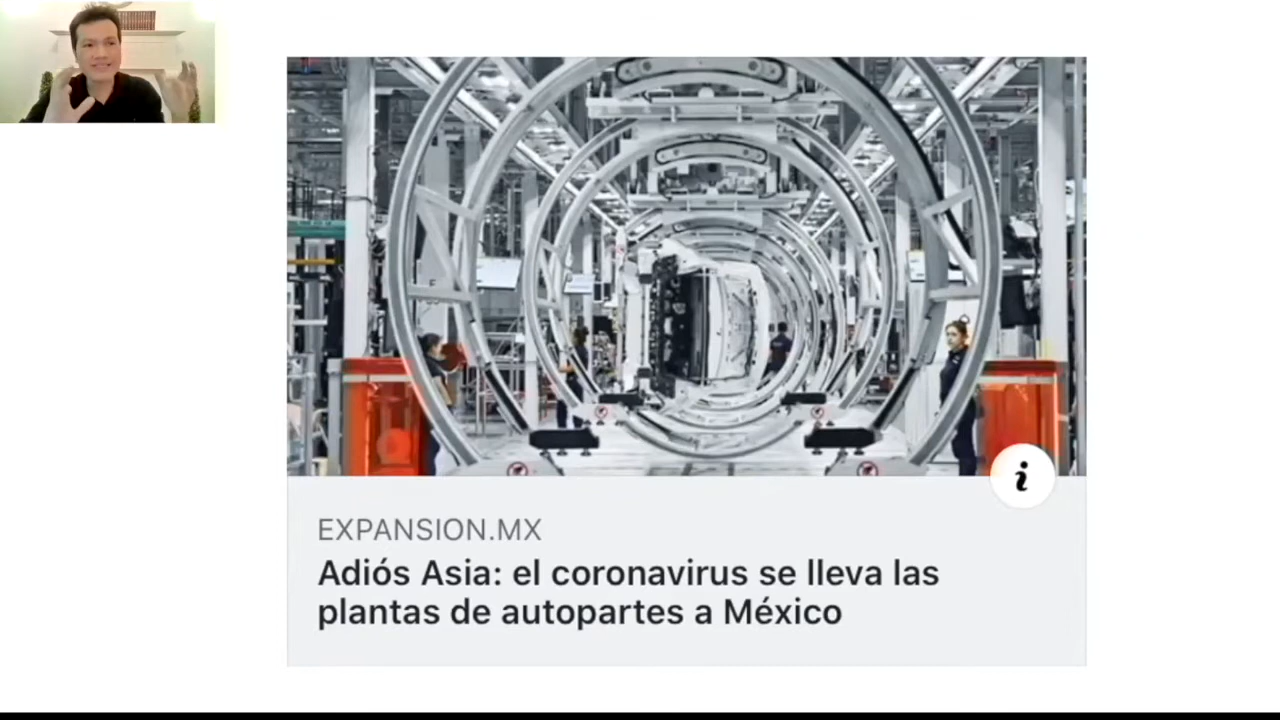 EXPANSION.MX
Adiós Asia: el coronavirus se lleva las
plantas de autopartes a México